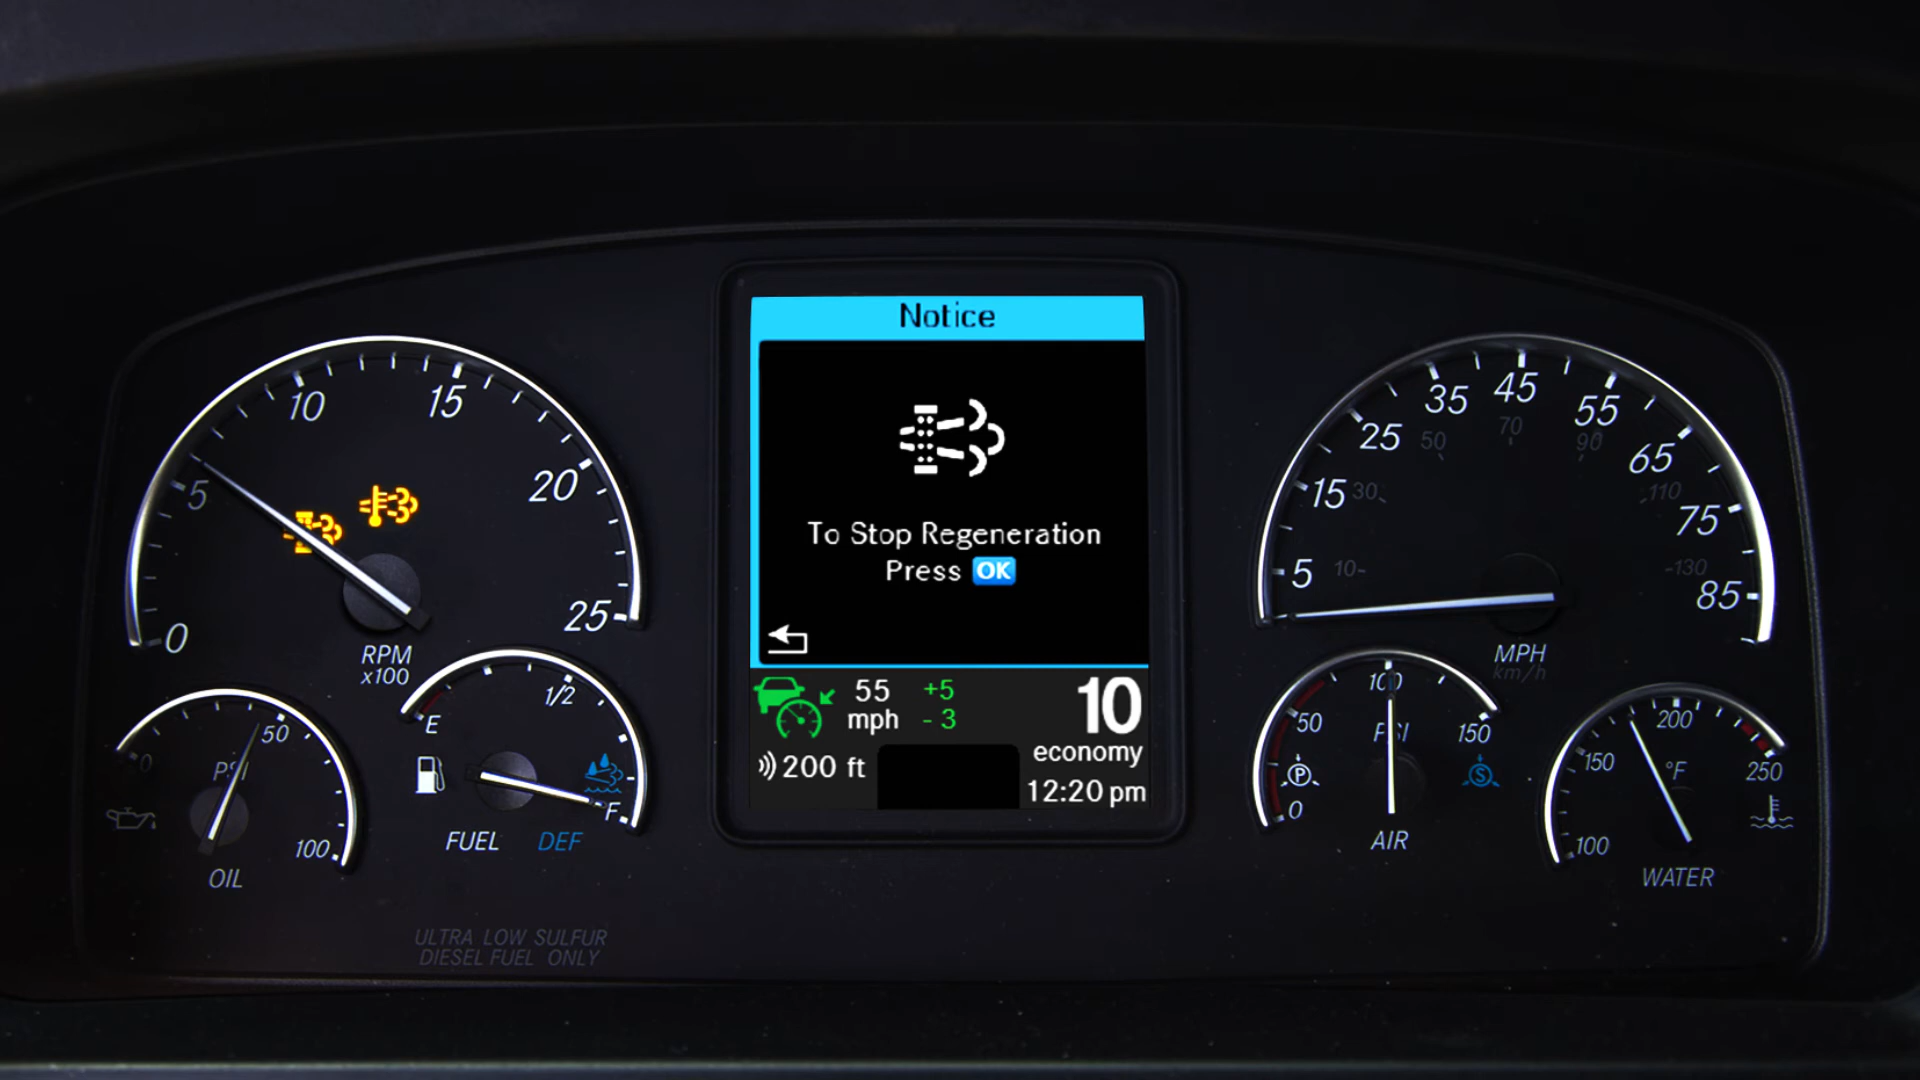 Notice
To Stop Regeneration
Press OK
55 mph
+5
- 3
10
economy
200 ft
12:20 pm
0
5
10
15
20
25
RPM
x100
0
50
100
PSI
OIL
E
1/2
F
FUEL
DEF
ULTRA LOW SULFUR
DIESEL FUEL ONLY
5
15
25
35
45
55
65
75
85
10
30
50
70
90
110
130
MPH
km/h
0
50
100
150
PSI
P
S
AIR
100
150
200
250
°F
WATER